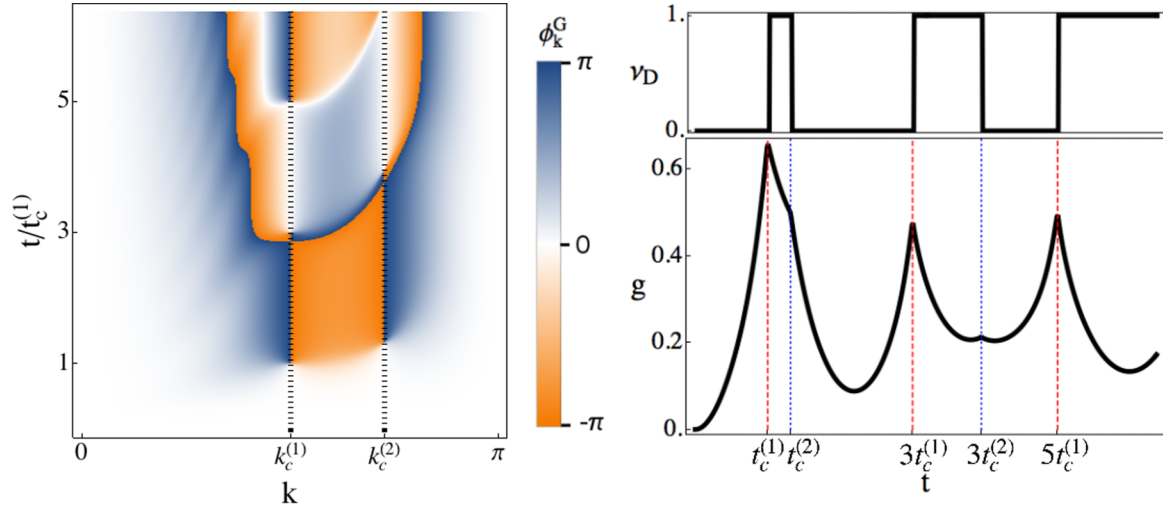 ϕ_k^G
π
0
-π
t/t_c^(1)
5
3
1
0
k_c^(1)
k_c^(2)
π
k
1.
ν_D
0.
0.6
0.4
g
0.2
0.
t_c^(1)
t_c^(2)
3t_c^(1)
3t_c^(2)
5t_c^(1)
t